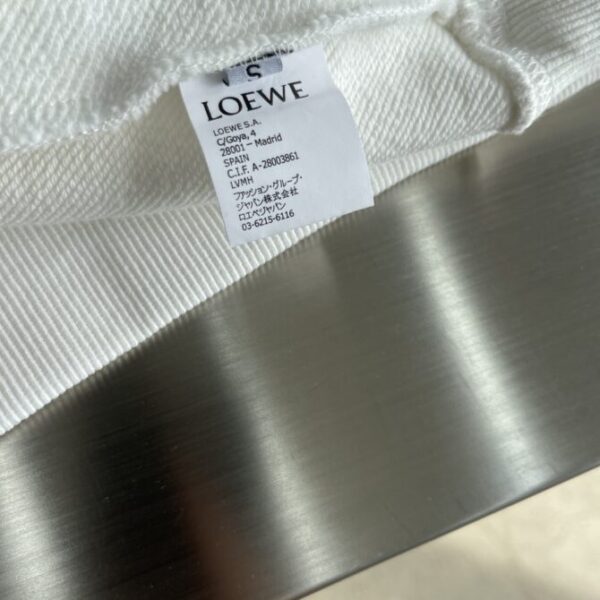 S
LOEWE
LOEWE S.A.
C/Goya, 4
28001 - Madrid
SPAIN
C.I.F. A-28003861
LVMH
ファッション・グループ・
ジャパン株式会社
ロエベジャパン
03-6215-6116